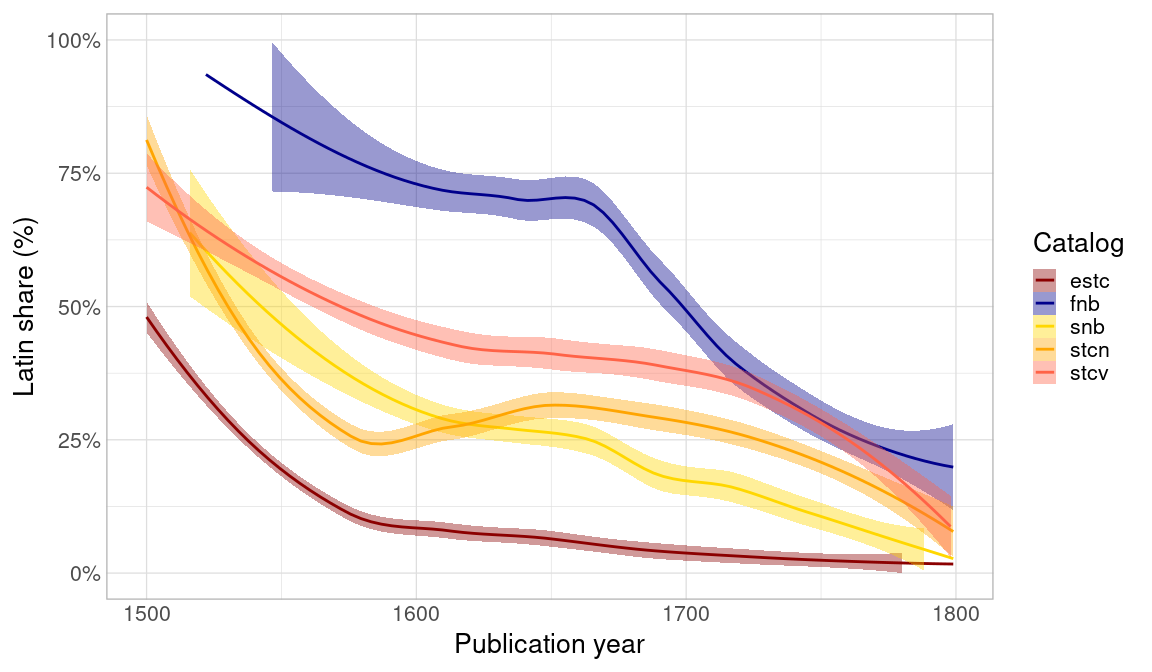 100%
75%
50%
25%
0%
Latin share (%)
1500
1600
1700
1800
Publication year
Catalog
estc
fnb
snb
stcn
stcv